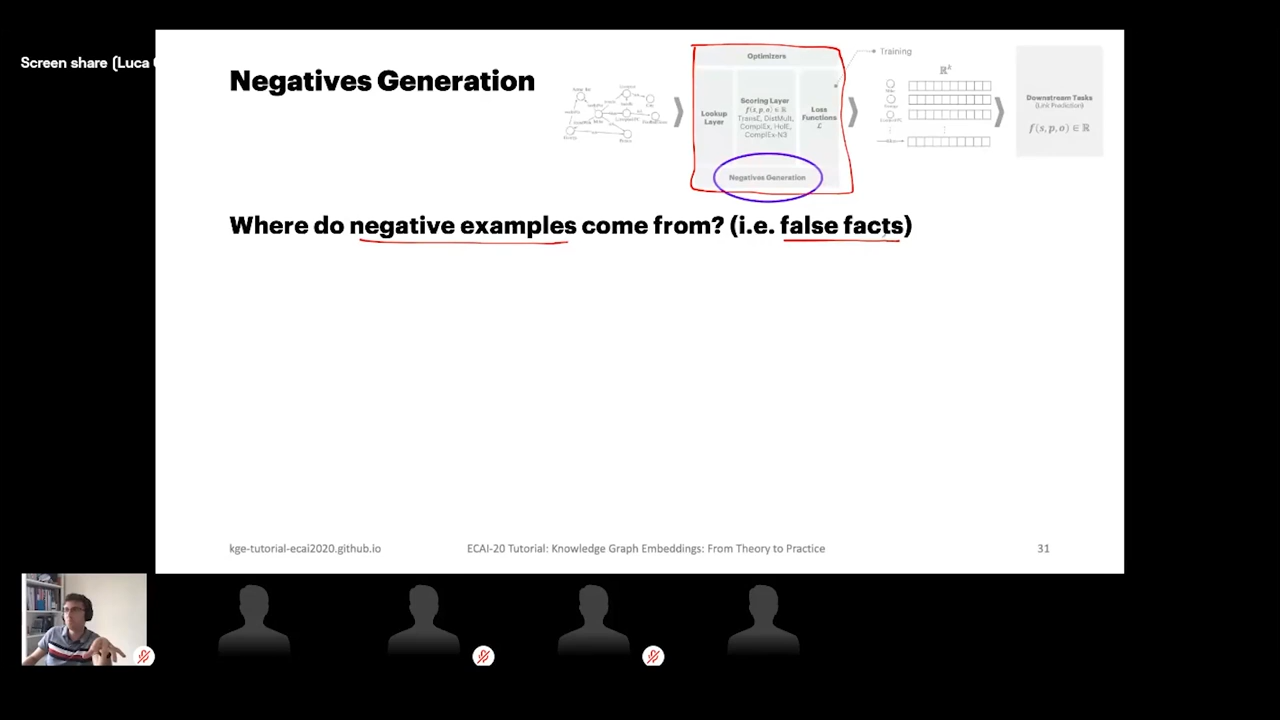 Screen share (Luca
Negatives Generation
Optimizers
Lookup
Layer
Scoring Layer
f(s, p, o) ∈ ℝ
TransE, DistMult,
ComplEx, HolE,
ComplEx-N3
Loss
Functions
ℒ
Negatives Generation
Training
ℝᵏ
Downstream Tasks
(Link Prediction)
f(s, p, o) ∈ ℝ
Where do negative examples come from? (i.e. false facts)
kge-tutorial-ecai2020.github.io
ECAI-20 Tutorial: Knowledge Graph Embeddings: From Theory to Practice
31